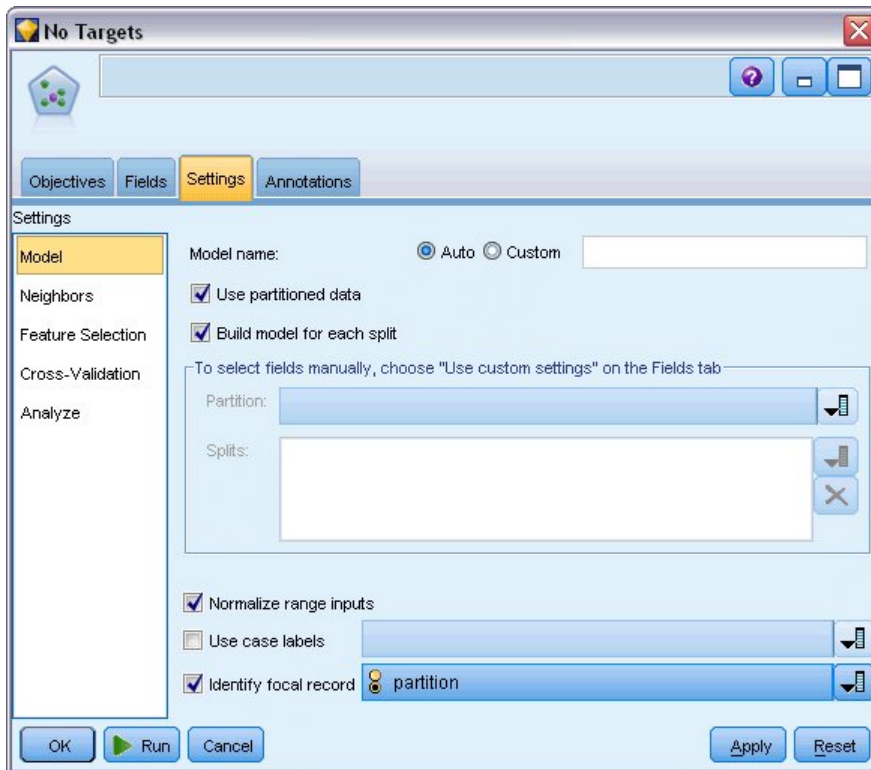 No Targets
Objectives Fields Settings Annotations
Settings
Model
Neighbors
Feature Selection
Cross-Validation
Analyze
Model name: Auto Custom
Use partitioned data
Build model for each split
To select fields manually, choose "Use custom settings" on the Fields tab
Partition:
Splits:
Normalize range inputs
Use case labels
Identify focal record partition
OK Run Cancel Apply Reset